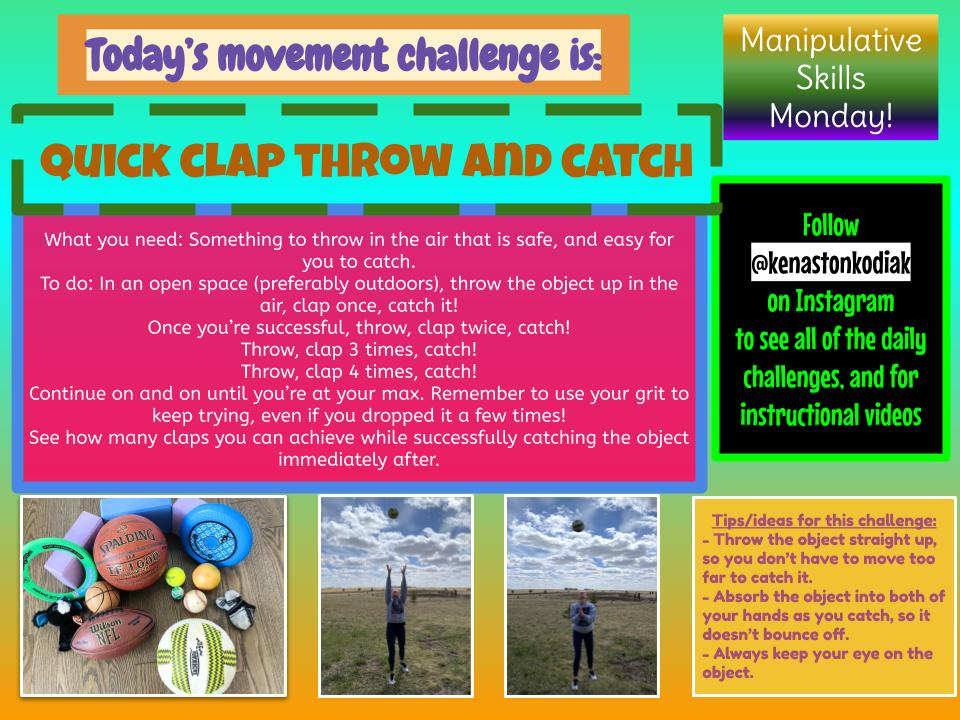 Today's movement challenge is:
Manipulative
Skills
Monday!
QUICK CLAP THROW AND CATCH
What you need: Something to throw in the air that is safe, and easy for
you to catch.
To do: In an open space (preferably outdoors), throw the object up in the
air, clap once, catch it!
Once you're successful, throw, clap twice, catch!
Throw, clap 3 times, catch!
Throw, clap 4 times, catch!
Continue on and on until you're at your max. Remember to use your grit to
keep trying, even if you dropped it a few times!
See how many claps you can achieve while successfully catching the object
immediately after.
Follow
@kenastonkodiak
on Instagram
to see all of the daily
challenges, and for
instructional videos
SPALDING
TF-1000
Wilson
NFL
Tips/ideas for this challenge:
- Throw the object straight up,
so you don't have to move too
far to catch it.
- Absorb the object into both of
your hands as you catch, so it
doesn't bounce off.
- Always keep your eye on the
object.